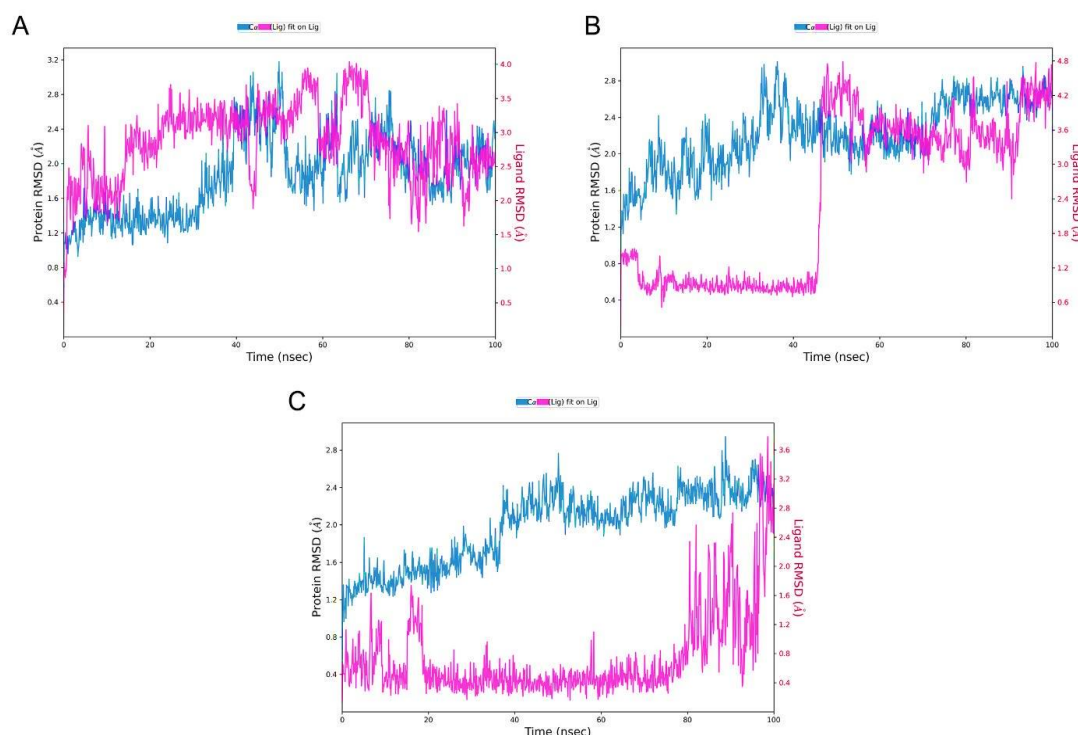 A
Cα (Lig) fit on Lig
Protein RMSD (Å)
3.2
2.8
2.4
2.0
1.6
1.2
0.8
0.4
4.0
3.5
3.0
2.5
2.0
1.5
1.0
0.5
Ligand RMSD (Å)
0 20 40 60 80 100
Time (nsec)
B
Cα (Lig) fit on Lig
Protein RMSD (Å)
2.8
2.4
2.0
1.6
1.2
0.8
0.4
4.8
4.2
3.6
3.0
2.4
1.8
1.2
0.6
Ligand RMSD (Å)
0 20 40 60 80 100
Time (nsec)
C
Cα (Lig) fit on Lig
Protein RMSD (Å)
2.8
2.4
2.0
1.6
1.2
0.8
0.4
3.6
3.2
2.8
2.0
1.6
1.2
0.8
0.4
Ligand RMSD (Å)
0 20 40 60 80 100
Time (nsec)